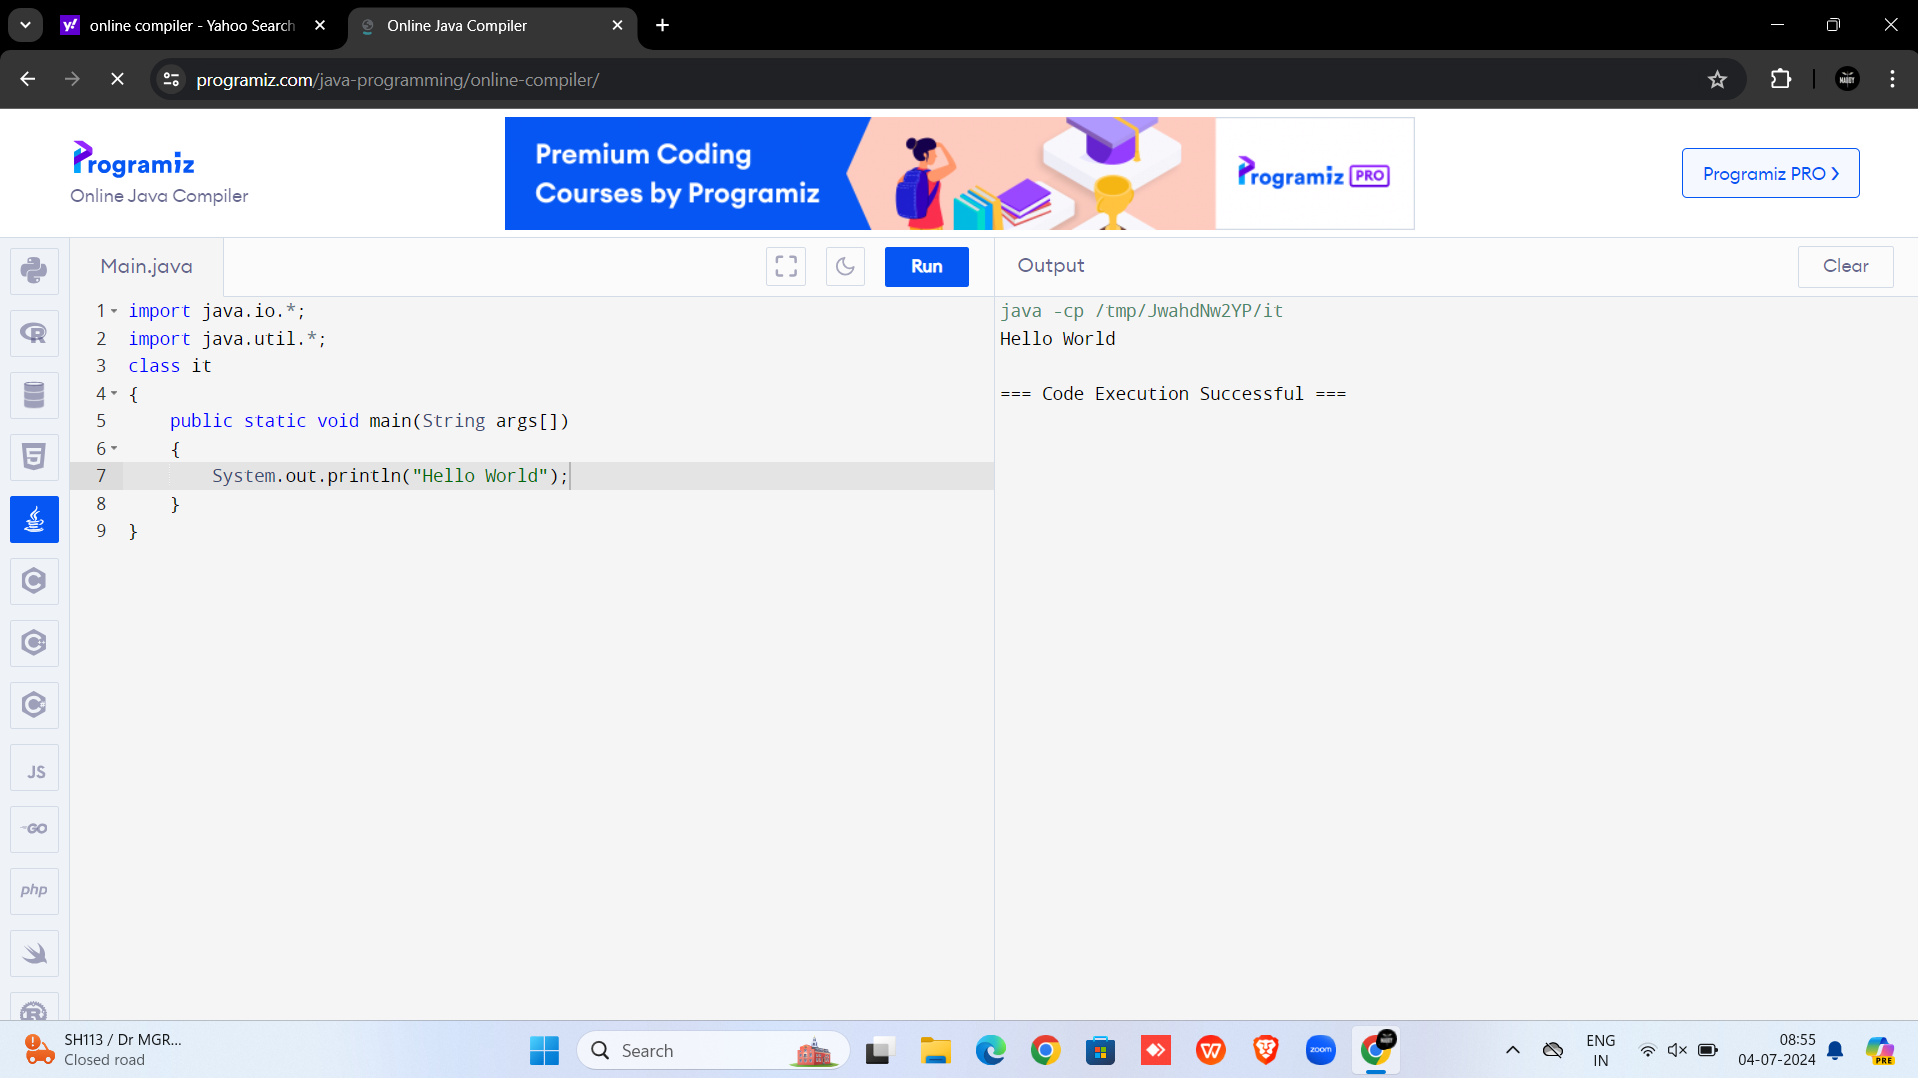 online compiler - Yahoo Search
Online Java Compiler
programiz.com/java-programming/online-compiler/
Programiz
Online Java Compiler
Premium Coding
Courses by Programiz
Programiz PRO
Programiz PRO
Main.java
Run
Output
Clear
1 import java.io.*;
2 import java.util.*;
3 class it
4 {
5 public static void main(String args[])
6 {
7 System.out.println("Hello World");
8 }
9 }
java -cp /tmp/JwahdNw2YP/it
Hello World
=== Code Execution Successful ===
JS
GO
php
SH113 / Dr MGR...
Closed road
Search
zoom
ENG
IN
08:55
04-07-2024
PRE